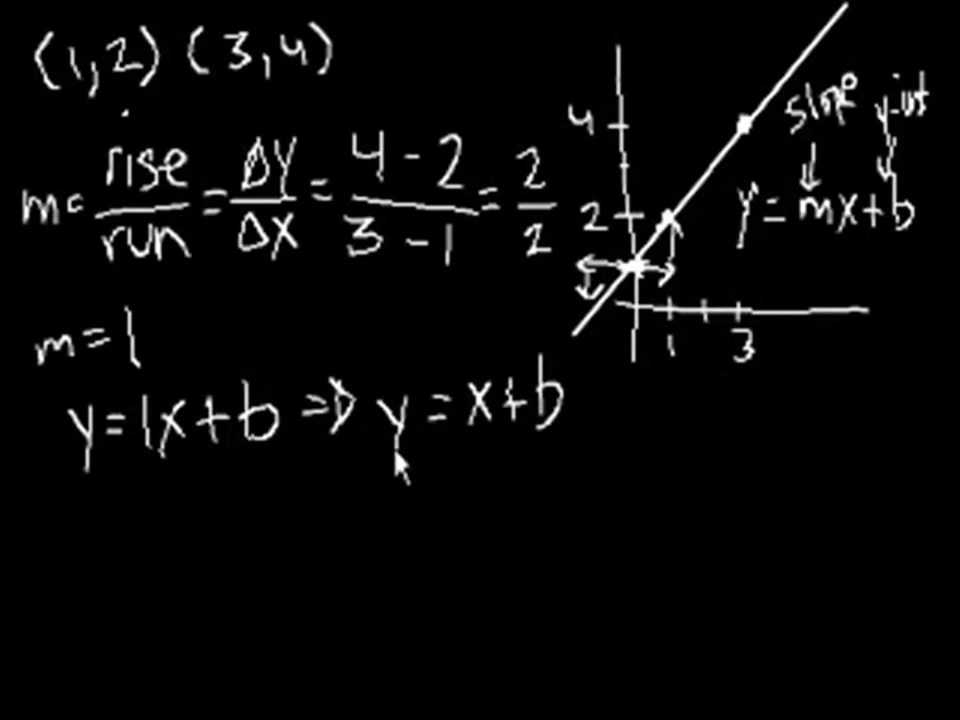 (1,2) (3,4)
m = rise/run = ΔY/ΔX = 4-2/3-1 = 2/2
m = 1
y = 1x + b ⇒ y = x + b
4
2
1
3
slope y-int
y = mx + b